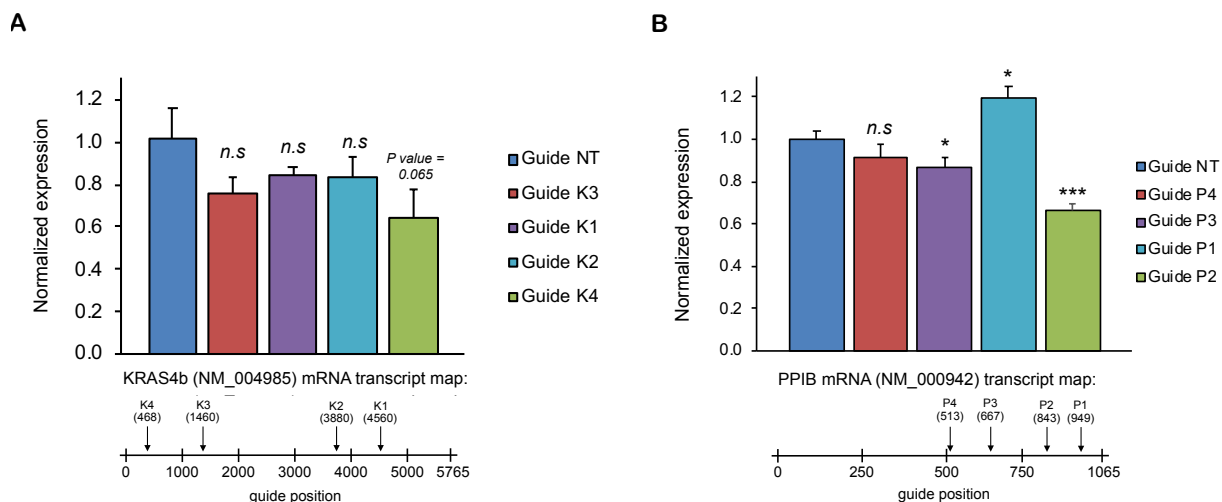 A
Normalized expression
1.2
1.0
0.8
0.6
0.4
0.2
0.0
n.s
n.s
n.s
P value =
0.065
Guide NT
Guide K3
Guide K1
Guide K2
Guide K4
KRAS4b (NM_004985) mRNA transcript map:
K4
(468)
K3
(1460)
K2
(3880)
K1
(4560)
0 1000 2000 3000 4000 5000 5765
guide position
B
Normalized expression
1.2
1.0
0.8
0.6
0.4
0.2
0.0
n.s
*
*
***
Guide NT
Guide P4
Guide P3
Guide P1
Guide P2
PPIB mRNA (NM_000942) transcript map:
P4
(513)
P3
(667)
P2
(843)
P1
(949)
0 250 500 750 1065
guide position